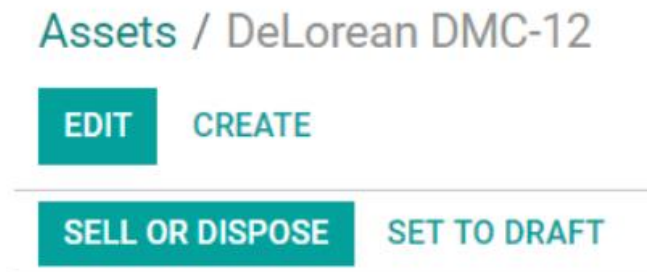 Assets / DeLorean DMC-12
EDIT CREATE
SELL OR DISPOSE SET TO DRAFT